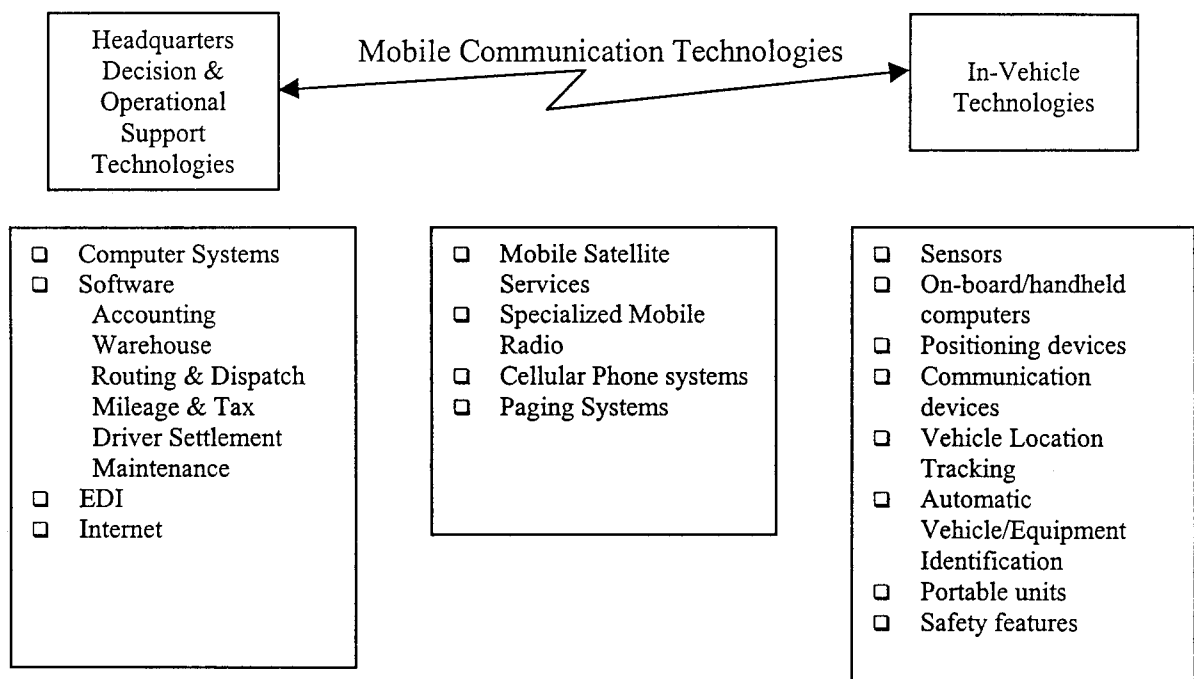 Headquarters
Decision &
Operational
Support
Technologies
Mobile Communication Technologies
In-Vehicle
Technologies
❑ Computer Systems
❑ Software
Accounting
Warehouse
Routing & Dispatch
Mileage & Tax
Driver Settlement
Maintenance
❑ EDI
❑ Internet
❑ Mobile Satellite
Services
❑ Specialized Mobile
Radio
❑ Cellular Phone systems
❑ Paging Systems
❑ Sensors
❑ On-board/handheld
computers
❑ Positioning devices
❑ Communication
devices
❑ Vehicle Location
Tracking
❑ Automatic
Vehicle/Equipment
Identification
❑ Portable units
❑ Safety features